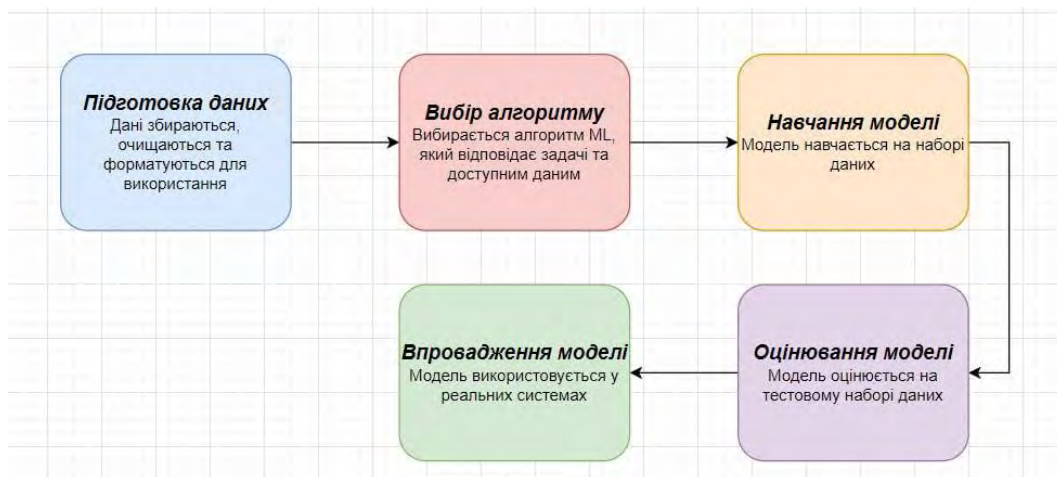 Підготовка даних
Дані збираються,
очищаються та
форматуються для
використання
Вибір алгоритму
Вибирається алгоритм ML,
який відповідає задачі та
доступним даним
Навчання моделі
Модель навчається на наборі
даних
Оцінювання моделі
Модель оцінюється на
тестовому наборі даних
Впровадження моделі
Модель використовується у
реальних системах